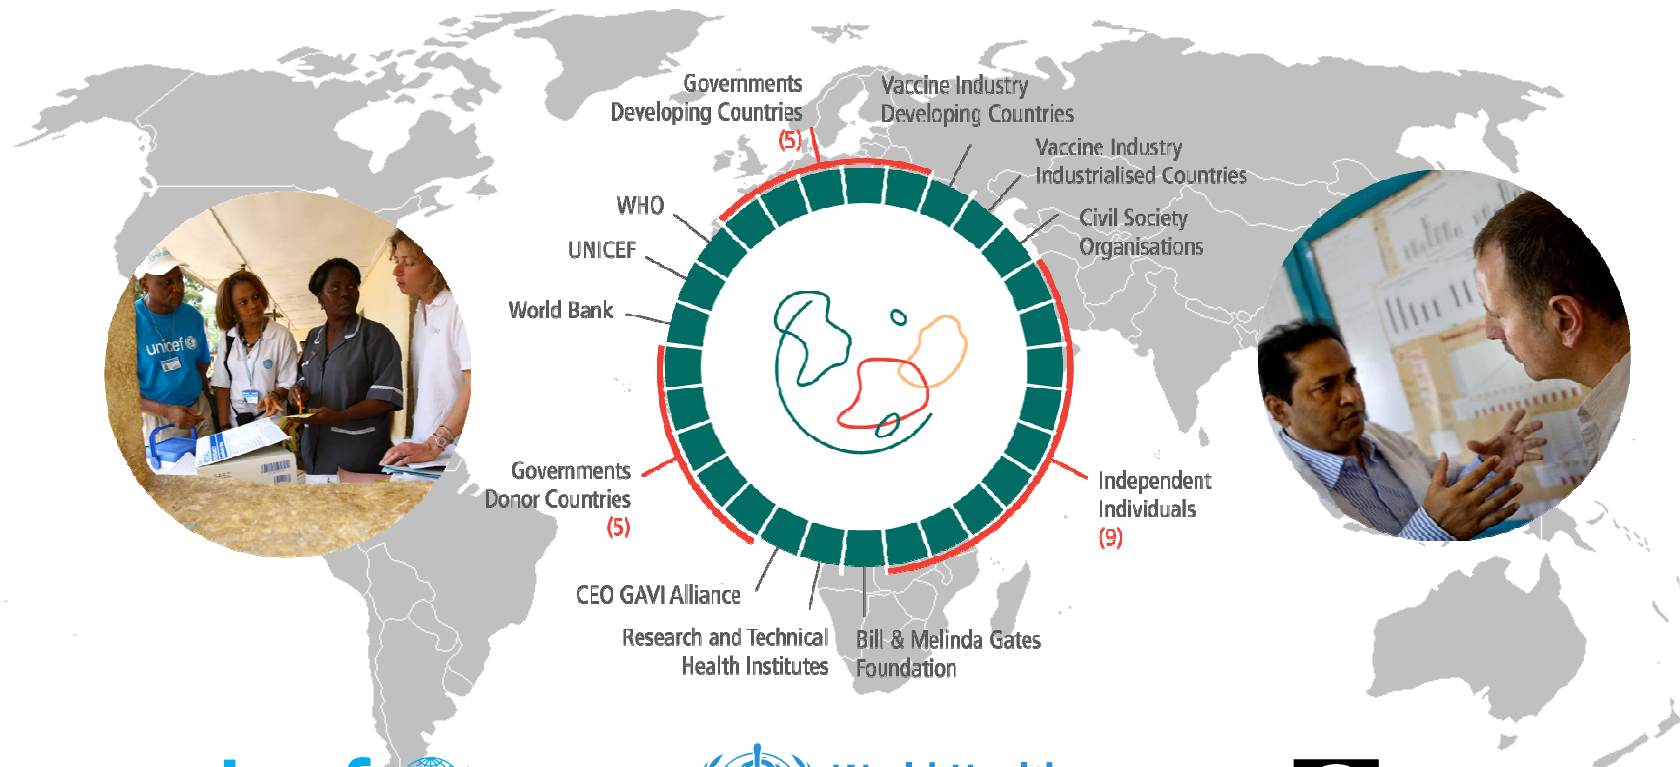 Governments
Developing Countries
(5)
Vaccine Industry
Developing Countries
Vaccine Industry
Industrialised Countries
WHO
Civil Society
Organisations
UNICEF
World Bank
unicef
Governments
Donor Countries
(5)
Independent
Individuals
(9)
CEO GAVI Alliance
Research and Technical
Health Institutes
Bill & Melinda Gates
Foundation
World Health